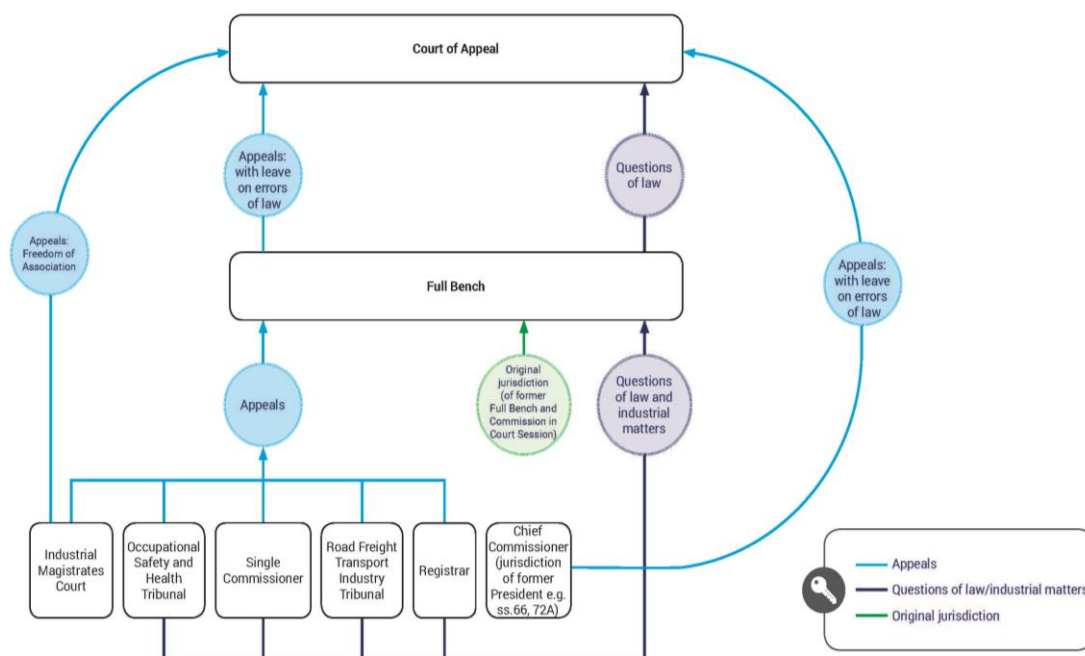 Court of Appeal
Appeals:
with leave
on errors
of law
Questions
of law
Appeals:
Freedom of
Association
Appeals:
with leave
on errors
of law
Full Bench
Appeals
Original
jurisdiction
(of former
Full Bench and
Commission in
Court Session)
Questions
of law and
industrial
matters
Industrial
Magistrates
Court
Occupational
Safety and
Health
Tribunal
Single
Commissioner
Road Freight
Transport
Industry
Tribunal
Registrar
Chief
Commissioner
(jurisdiction
of former
President e.g.
ss.66, 72A)
Appeals
Questions of law/industrial matters
Original jurisdiction